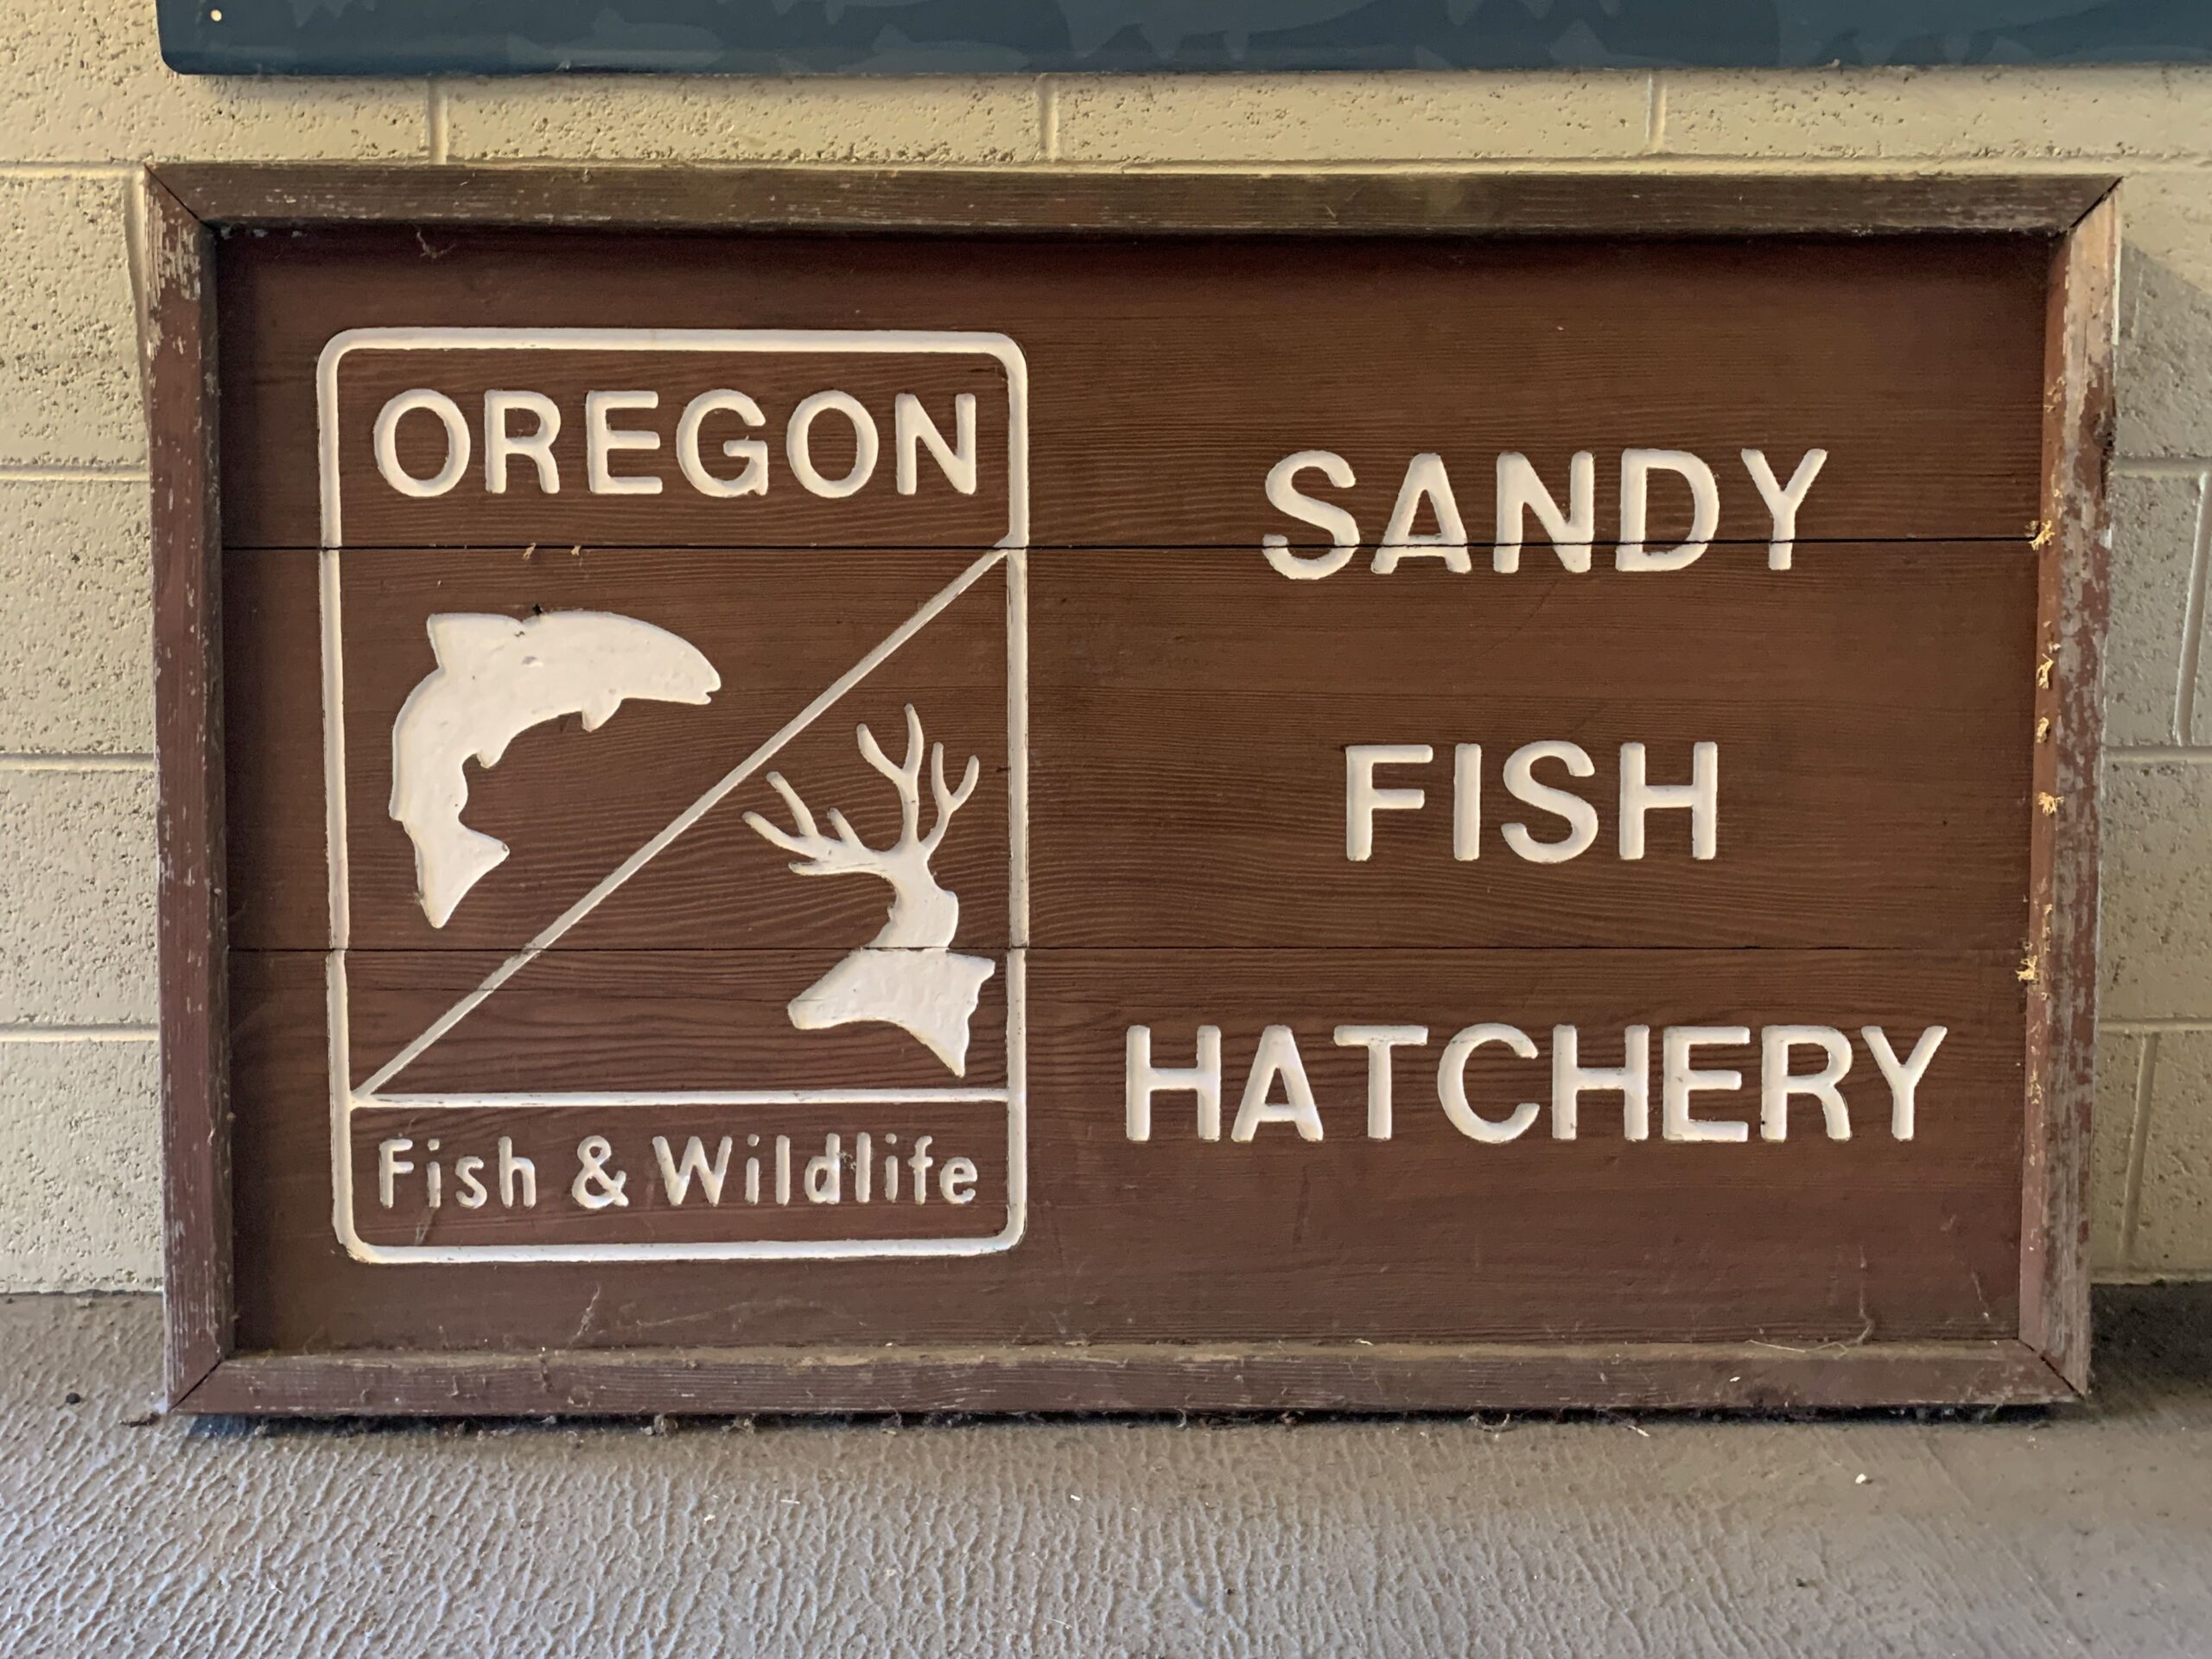 OREGON
Fish & Wildlife
SANDY
FISH
HATCHERY